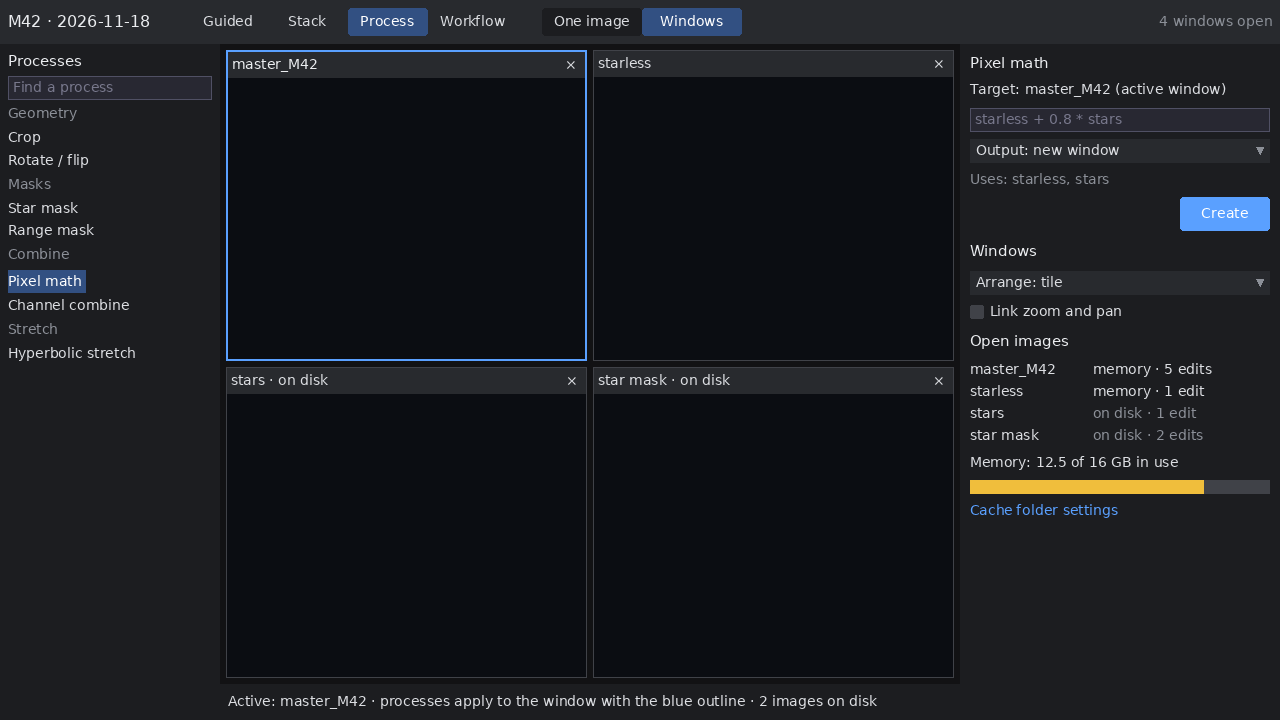 M42 · 2026-11-18 Guided Stack Process Workflow One image Windows 4 windows open
Processes
Find a process
Geometry
Crop
Rotate / flip
Masks
Star mask
Range mask
Combine
Pixel math
Channel combine
Stretch
Hyperbolic stretch
master_M42 ×
starless ×
stars · on disk ×
star mask · on disk ×
Active: master_M42 · processes apply to the window with the blue outline · 2 images on disk
Pixel math
Target: master_M42 (active window)
starless + 0.8 * stars
Output: new window
Uses: starless, stars
Create
Windows
Arrange: tile
Link zoom and pan
Open images
master_M42 memory · 5 edits
starless memory · 1 edit
stars on disk · 1 edit
star mask on disk · 2 edits
Memory: 12.5 of 16 GB in use
Cache folder settings